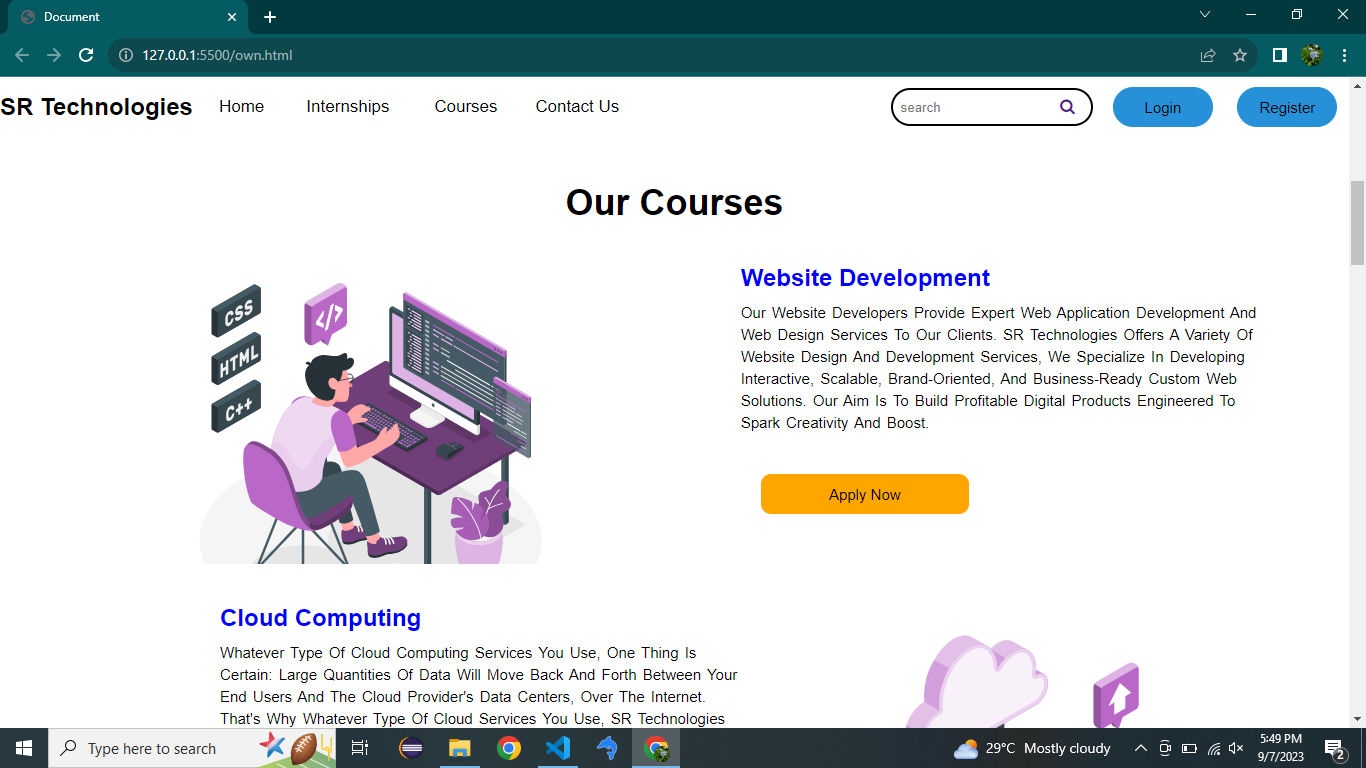 Document
127.0.0.1:5500/own.html
SR Technologies Home Internships Courses Contact Us search Login Register
Our Courses
CSS
HTML
C++
</>
Website Development
Our Website Developers Provide Expert Web Application Development And
Web Design Services To Our Clients. SR Technologies Offers A Variety Of
Website Design And Development Services, We Specialize In Developing
Interactive, Scalable, Brand-Oriented, And Business-Ready Custom Web
Solutions. Our Aim Is To Build Profitable Digital Products Engineered To
Spark Creativity And Boost.
Apply Now
Cloud Computing
Whatever Type Of Cloud Computing Services You Use, One Thing Is
Certain: Large Quantities Of Data Will Move Back And Forth Between Your
End Users And The Cloud Provider's Data Centers, Over The Internet.
That's Why Whatever Type Of Cloud Services You Use, SR Technologies
Type here to search
29°C Mostly cloudy
5:49 PM
9/7/2023
2